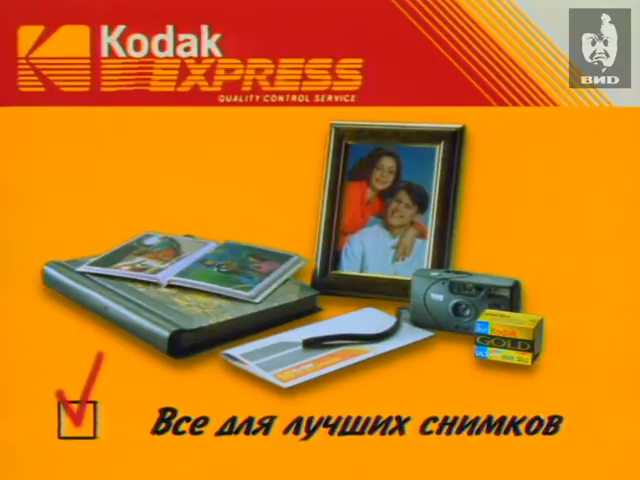 Kodak
EXPRESS
QUALITY CONTROL SERVICE
ВИD
Kodak
GOLD
Все для лучших снимков